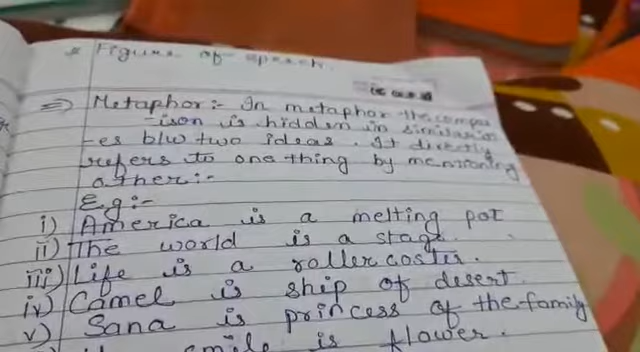 * Figure of speech.
⇒ Metaphor:- In metaphor the compar
-ison is hidden in similariti
-es b/w two ideas. It directly
refers to one thing by mentioning
other:-
Eg:-
i) America is a melting pot
ii) The world is a stage.
iii) Life is a roller coster.
iv) Camel is ship of desert.
v) Sana is princess of the family
smile is flower.